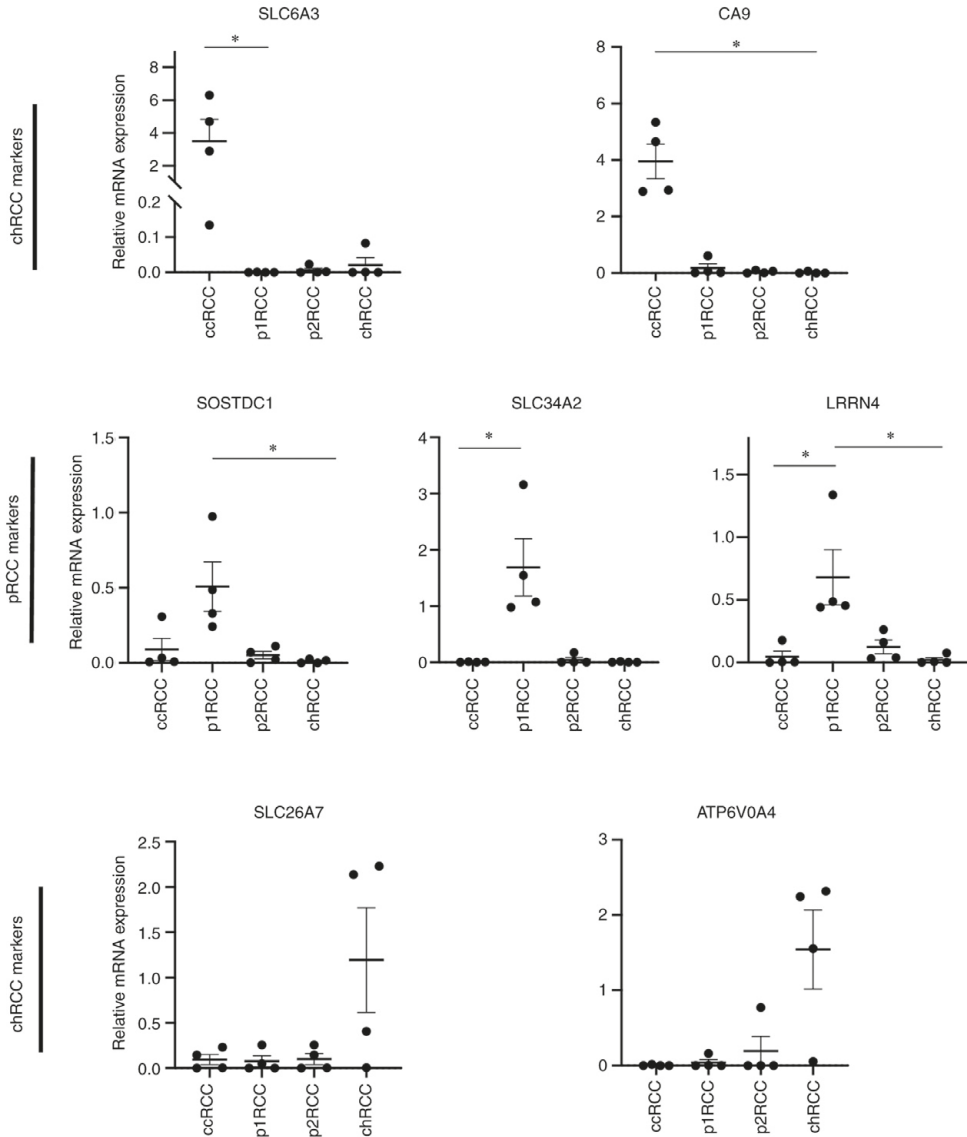 SLC6A3
CA9
chRCC markers
Relative mRNA expression
*
8
6
4
2
0.2
0.1
0.0
ccRCC
p1RCC
p2RCC
chRCC
*
8
6
4
2
0
ccRCC
p1RCC
p2RCC
chRCC
SOSTDC1
SLC34A2
LRRN4
pRCC markers
Relative mRNA expression
*
1.5
1.0
0.5
0.0
ccRCC
p1RCC
p2RCC
chRCC
*
4
3
2
1
0
ccRCC
p1RCC
p2RCC
chRCC
*
*
1.5
1.0
0.5
0.0
ccRCC
p1RCC
p2RCC
chRCC
SLC26A7
ATP6V0A4
chRCC markers
Relative mRNA expression
2.5
2.0
1.5
1.0
0.5
0.0
ccRCC
p1RCC
p2RCC
chRCC
3
2
1
0
ccRCC
p1RCC
p2RCC
chRCC